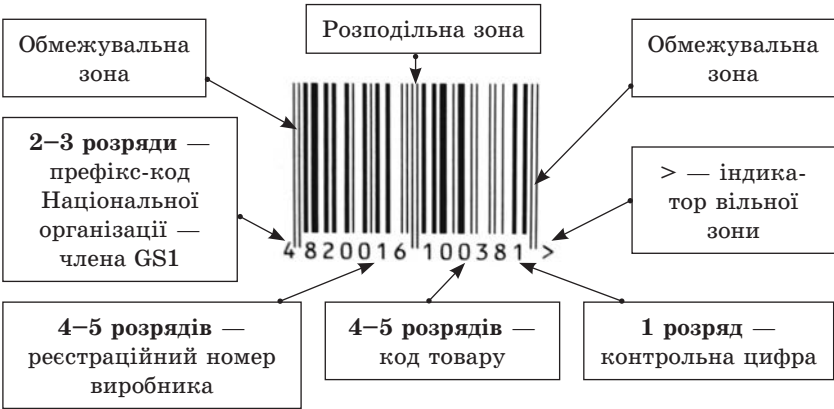 Обмежувальна
зона
Розподільна зона
Обмежувальна
зона
2–3 розряди —
префікс-код
Національної
організації —
члена GS1
> — індика-
тор вільної
зони
4 820016 100381 >
4–5 розрядів —
реєстраційний номер
виробника
4–5 розрядів —
код товару
1 розряд —
контрольна цифра